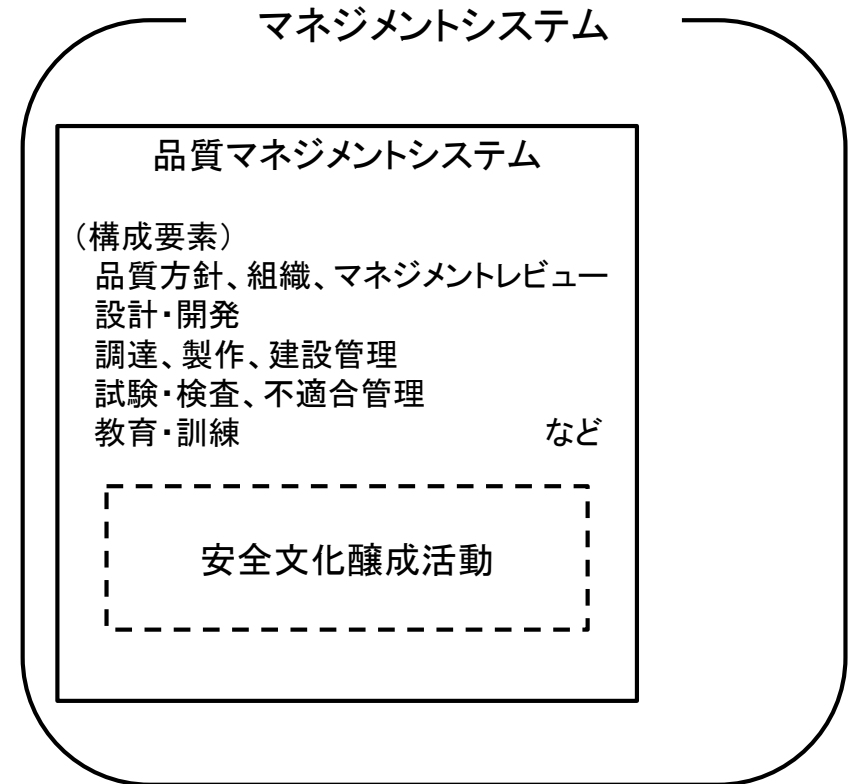 マネジメントシステム
品質マネジメントシステム
（構成要素）
品質方針、組織、マネジメントレビュー
設計・開発
調達、製作、建設管理
試験・検査、不適合管理
教育・訓練 など
安全文化醸成活動